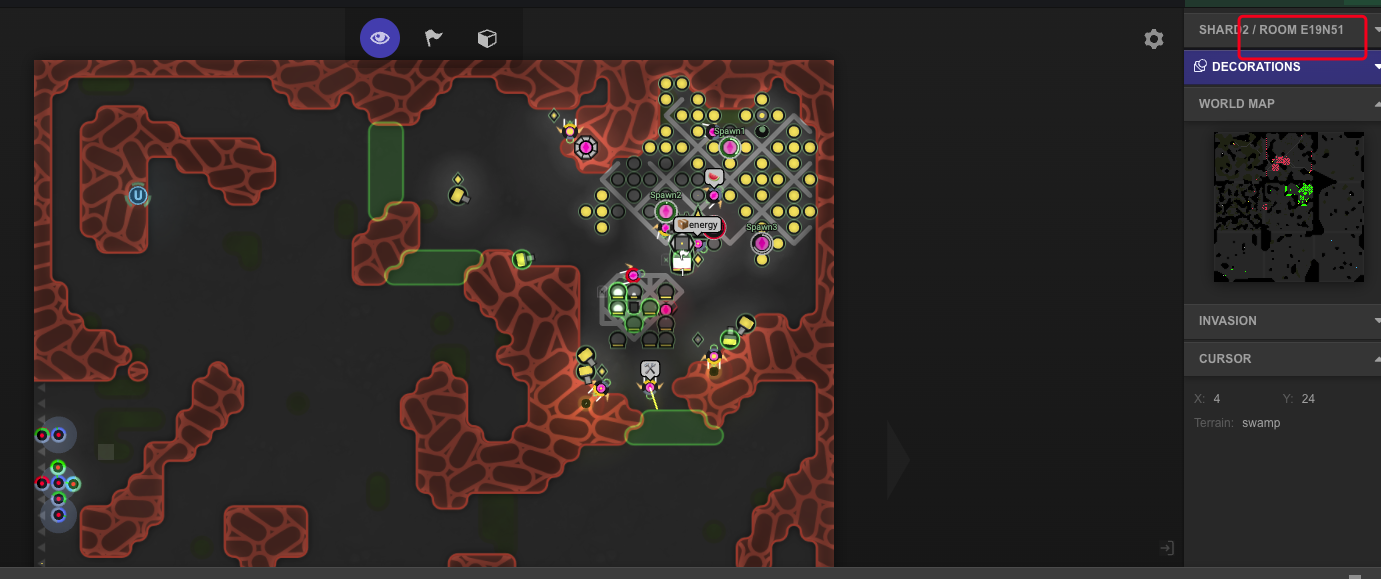 SHARD2 / ROOM E19N51
DECORATIONS
WORLD MAP
Spawn1
U
Spawn2
energy
Spawn3
INVASION
CURSOR
X: 4 Y: 24
Terrain: swamp